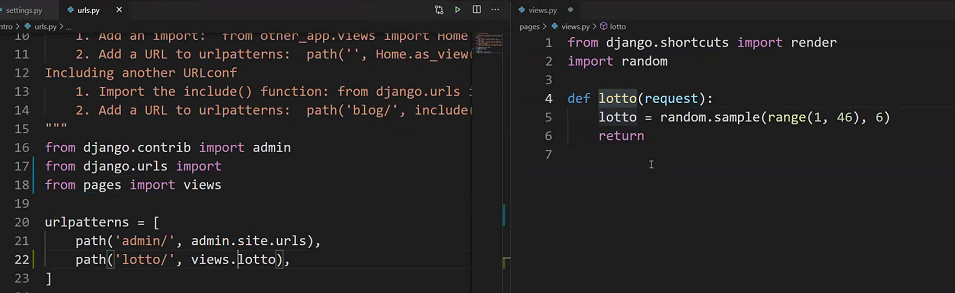 settings.py
urls.py
ntro > urls.py > ...
10 1. Add an import: from other_app.views import Home
11 2. Add a URL to urlpatterns: path('', Home.as_view(
12 Including another URLconf
13 1. Import the include() function: from django.urls i
14 2. Add a URL to urlpatterns: path('blog/', include(
15 """
16 from django.contrib import admin
17 from django.urls import
18 from pages import views
19
20 urlpatterns = [
21 path('admin/', admin.site.urls),
22 path('lotto/', views.lotto),
23 ]
views.py
pages > views.py > lotto
1 from django.shortcuts import render
2 import random
3
4 def lotto(request):
5 lotto = random.sample(range(1, 46), 6)
6 return
7